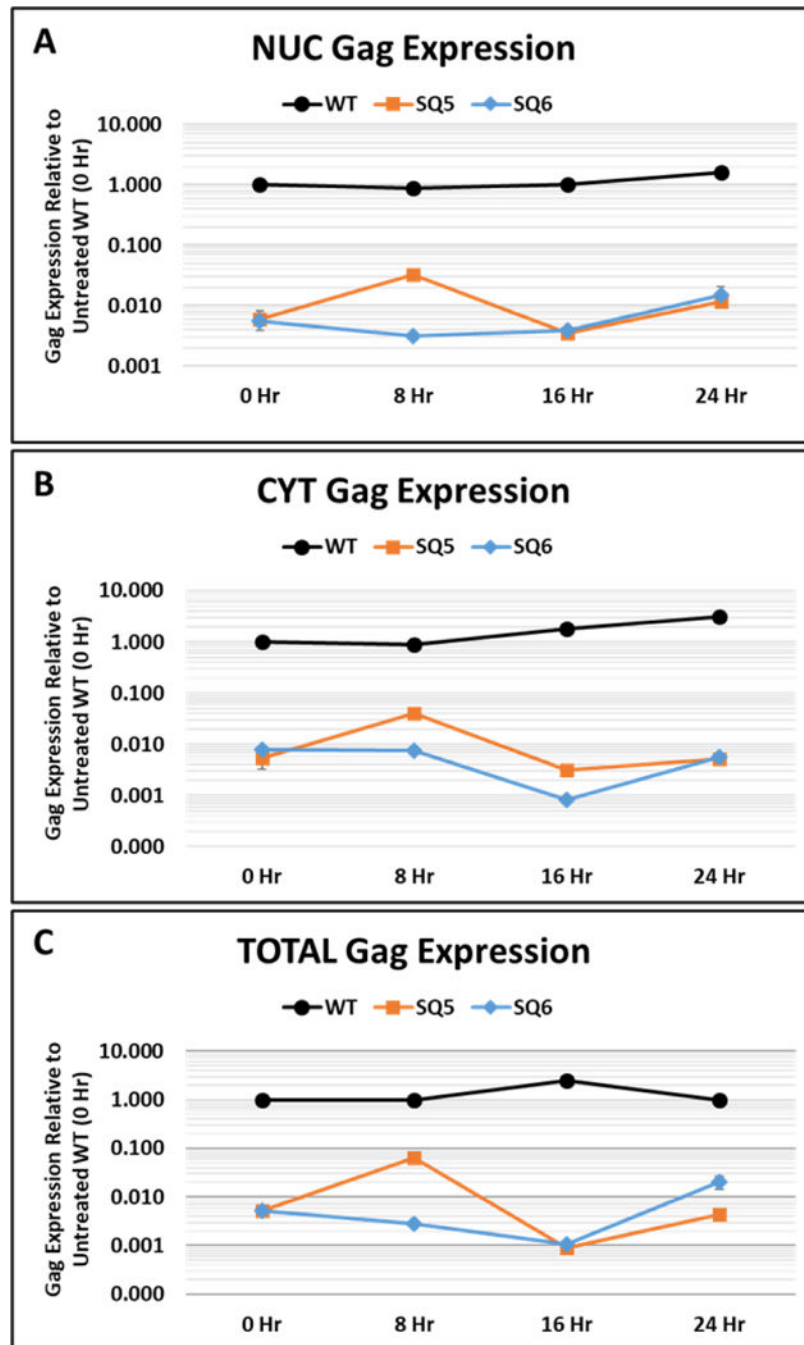 A
NUC Gag Expression
WT SQ5 SQ6
Gag Expression Relative to
Untreated WT (0 Hr)
10.000
1.000
0.100
0.010
0.001
0 Hr 8 Hr 16 Hr 24 Hr
B
CYT Gag Expression
WT SQ5 SQ6
Gag Expression Relative to
Untreated WT (0 Hr)
10.000
1.000
0.100
0.010
0.001
0.000
0 Hr 8 Hr 16 Hr 24 Hr
C
TOTAL Gag Expression
WT SQ5 SQ6
Gag Expression Relative to
Untreated WT (0 Hr)
10.000
1.000
0.100
0.010
0.001
0.000
0 Hr 8 Hr 16 Hr 24 Hr